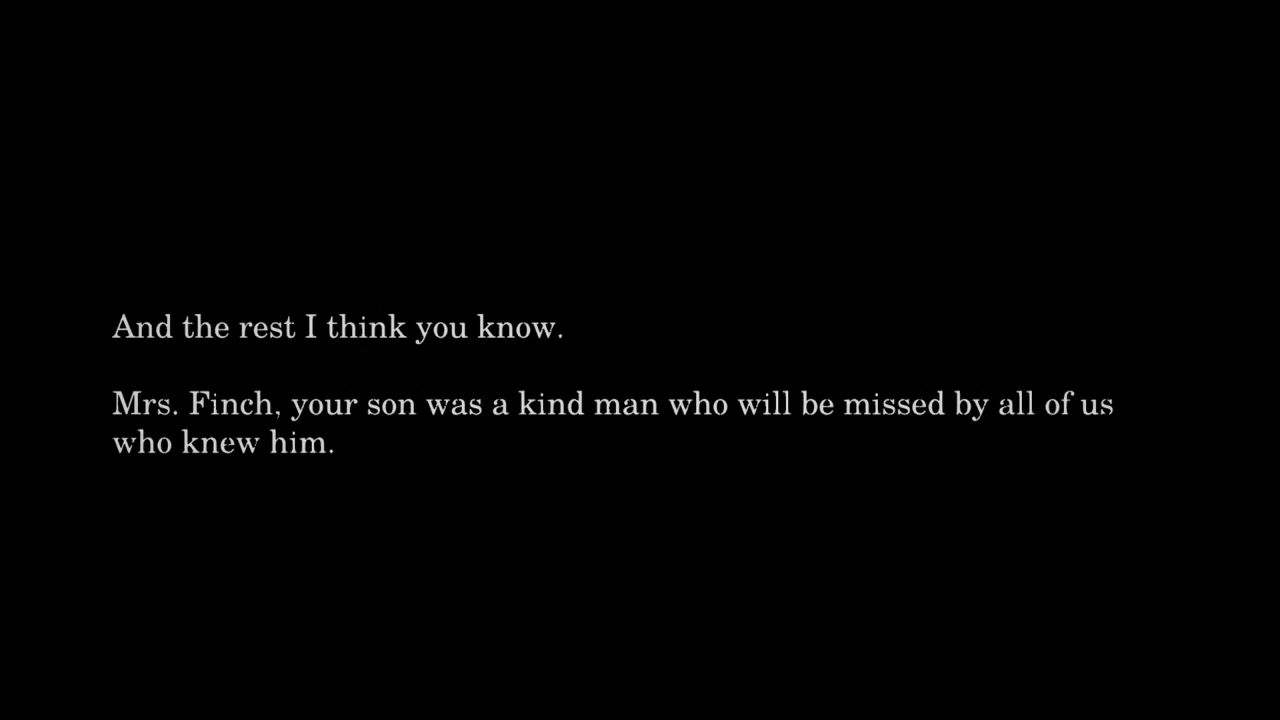 And the rest I think you know.
Mrs. Finch, your son was a kind man who will be missed by all of us
who knew him.